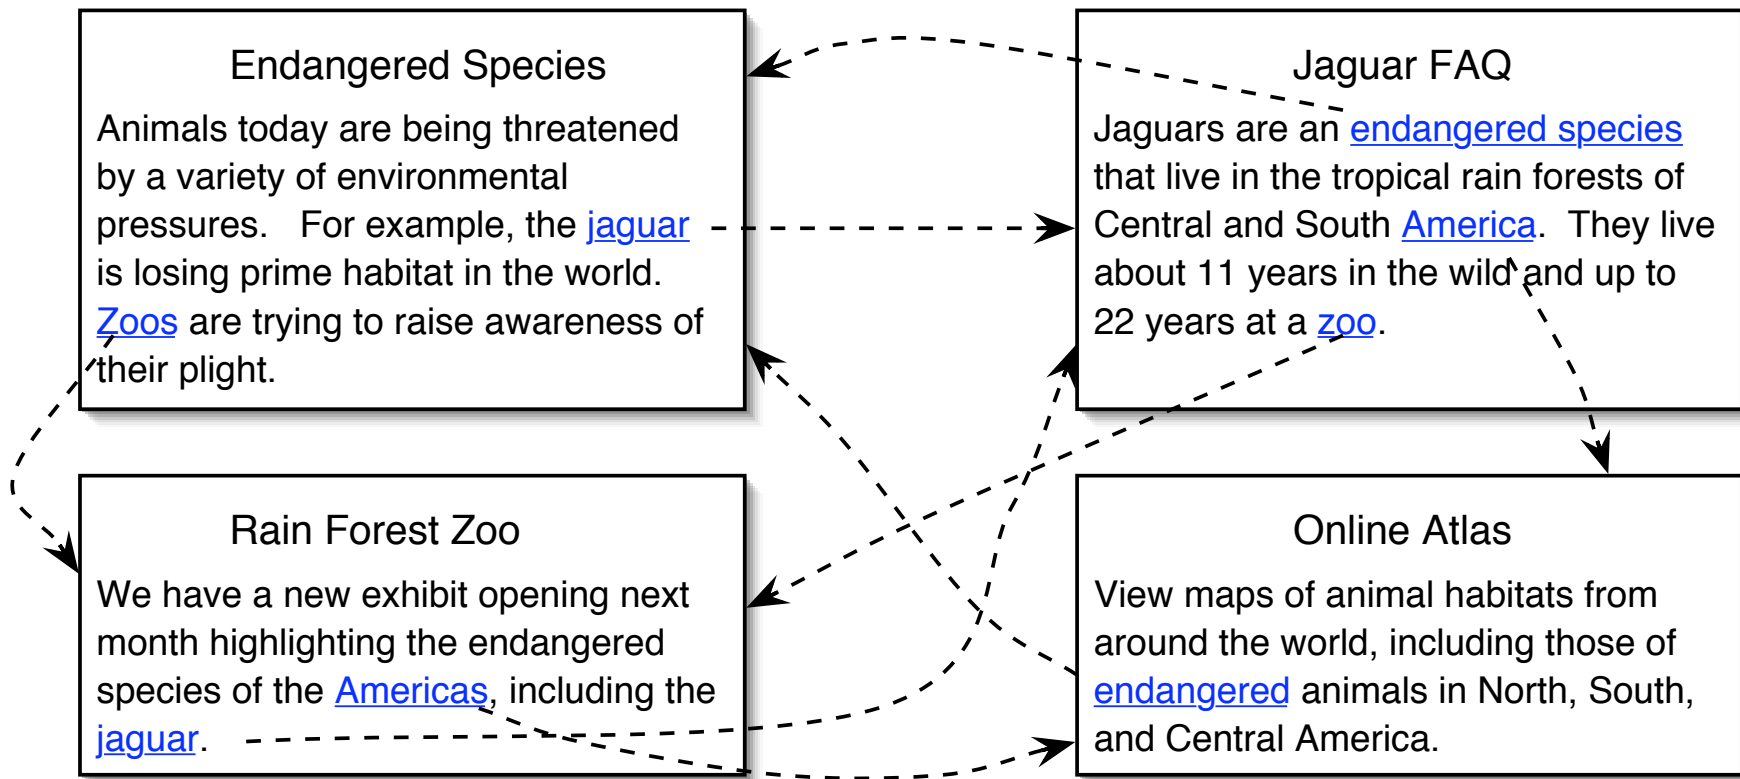 Endangered Species
Animals today are being threatened
by a variety of environmental
pressures.   For example, the jaguar
is losing prime habitat in the world.
Zoos are trying to raise awareness of
their plight.
Jaguar FAQ
Jaguars are an endangered species
that live in the tropical rain forests of
Central and South America.  They live
about 11 years in the wild and up to
22 years at a zoo.
Rain Forest Zoo
We have a new exhibit opening next
month highlighting the endangered
species of the Americas, including the
jaguar.
Online Atlas
View maps of animal habitats from
around the world, including those of
endangered animals in North, South,
and Central America.